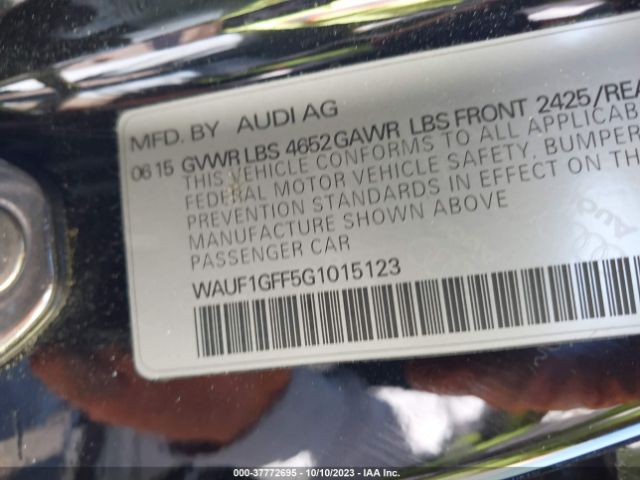 MFD. BY AUDI AG
06 15 GVWR LBS 4652 GAWR LBS FRONT 2425/REA
THIS VEHICLE CONFORMS TO ALL APPLICAB
FEDERAL MOTOR VEHICLE SAFETY, BUMPER
PREVENTION STANDARDS IN EFFECT ON TH
MANUFACTURE SHOWN ABOVE
PASSENGER CAR
WAUF1GFF5G1015123
000-37772695 - 10/10/2023 - IAA Inc.